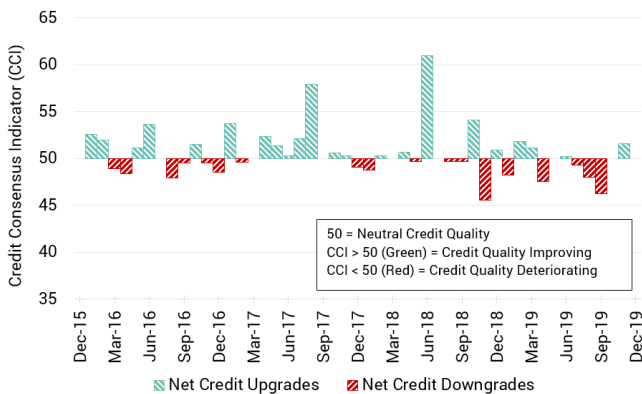 Credit Consensus Indicator (CCI)
65
60
55
50
45
40
35
50 = Neutral Credit Quality
CCI > 50 (Green) = Credit Quality Improving
CCI < 50 (Red) = Credit Quality Deteriorating
Dec-15
Mar-16
Jun-16
Sep-16
Dec-16
Mar-17
Jun-17
Sep-17
Dec-17
Mar-18
Jun-18
Sep-18
Dec-18
Mar-19
Jun-19
Sep-19
Dec-19
Net Credit Upgrades
Net Credit Downgrades